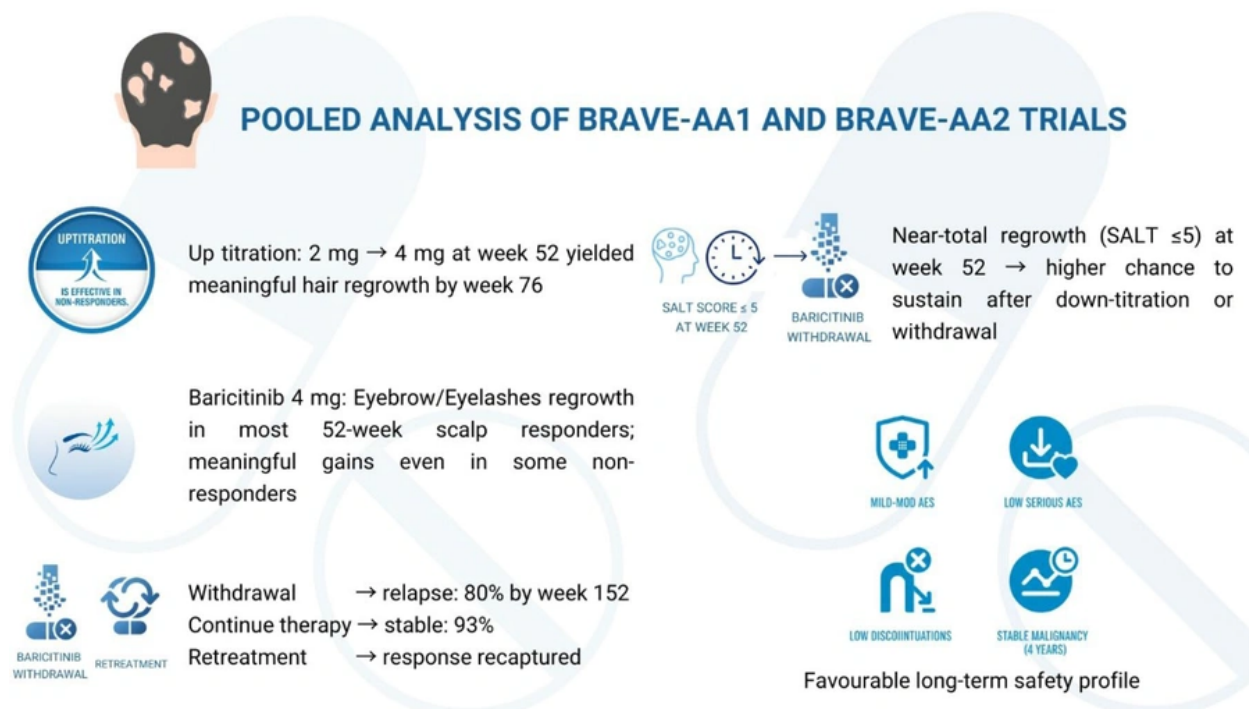 POOLED ANALYSIS OF BRAVE-AA1 AND BRAVE-AA2 TRIALS
UPTITRATION
IS EFFECTIVE IN
NON-RESPONDERS.
Up titration: 2 mg → 4 mg at week 52 yielded
meaningful hair regrowth by week 76
Baricitinib 4 mg: Eyebrow/Eyelashes regrowth
in most 52-week scalp responders;
meaningful gains even in some non-
responders
BARICITINIB
WITHDRAWAL
RETREATMENT
Withdrawal → relapse: 80% by week 152
Continue therapy → stable: 93%
Retreatment → response recaptured
SALT SCORE ≤ 5
AT WEEK 52
BARICITINIB
WITHDRAWAL
Near-total regrowth (SALT ≤5) at
week 52 → higher chance to
sustain after down-titration or
withdrawal
MILD-MOD AES
LOW SERIOUS AES
LOW DISCOIINTUATIONS
STABLE MALIGNANCY
(4 YEARS)
Favourable long-term safety profile